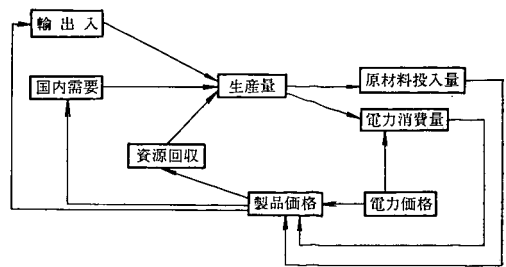 輸出入
国内需要
生産量
原材料投入量
電力消費量
資源回収
製品価格
電力価格